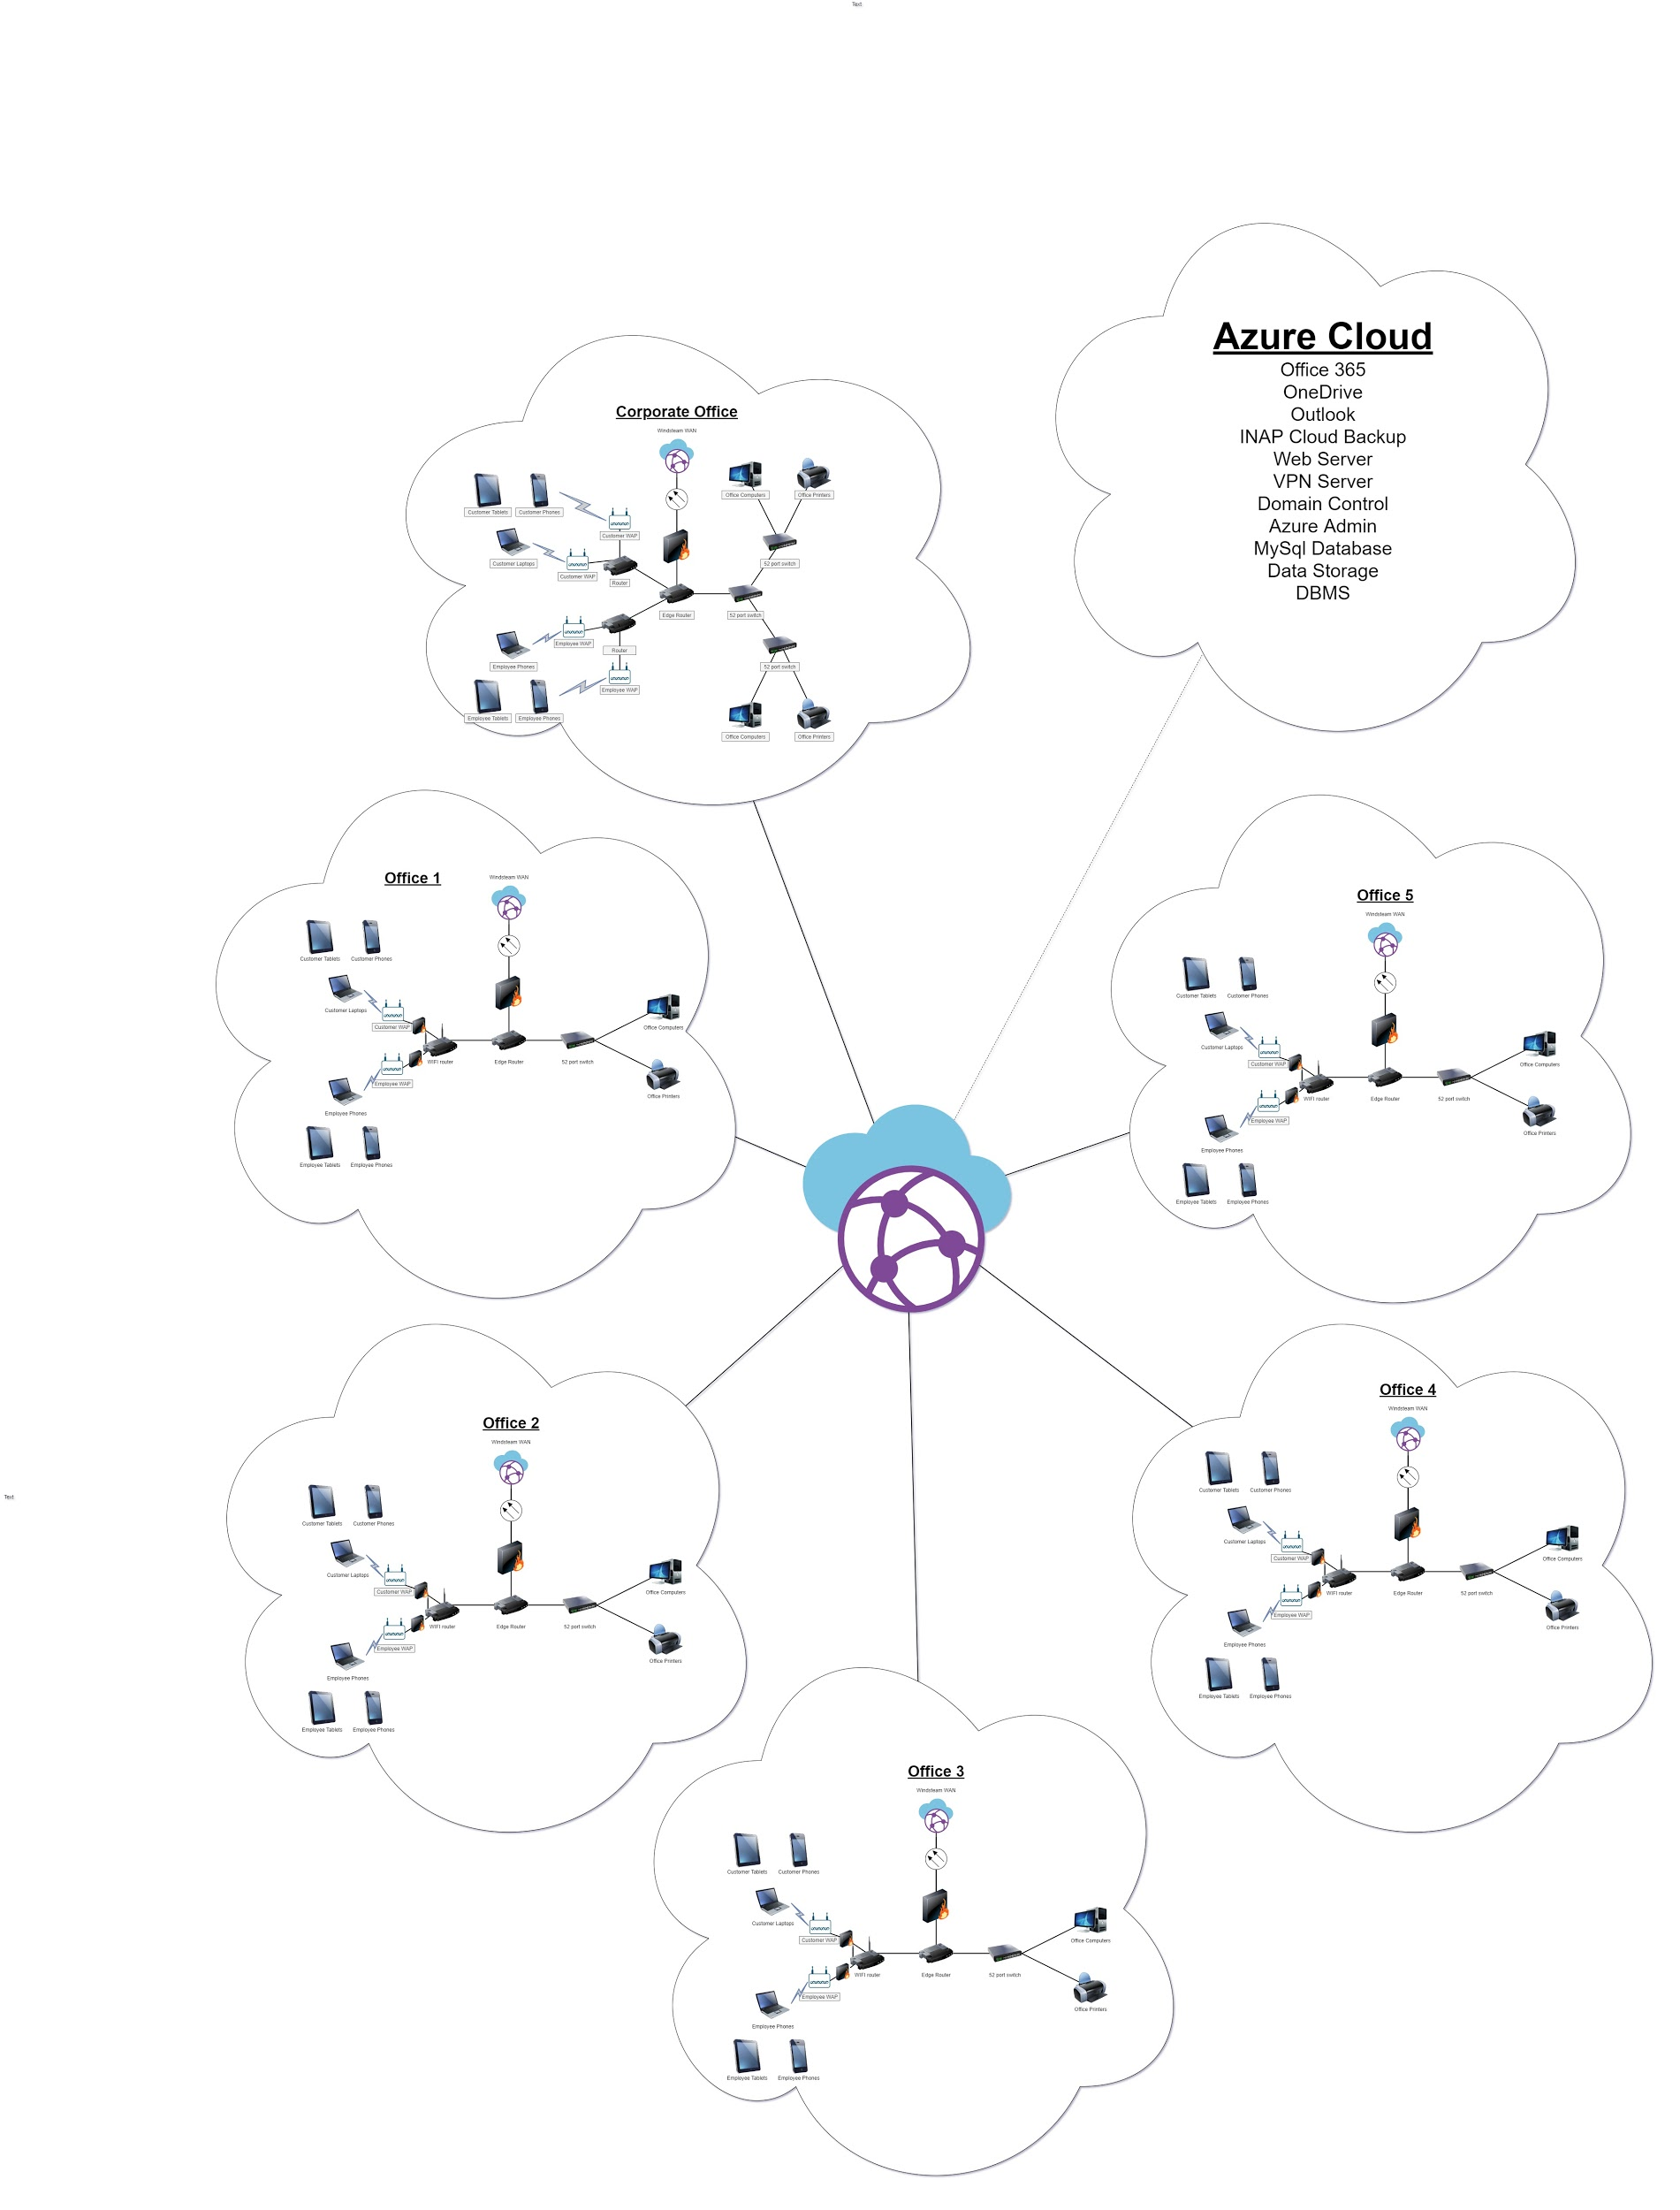 Text
Azure Cloud
Office 365
OneDrive
Outlook
INAP Cloud Backup
Web Server
VPN Server
Domain Control
Azure Admin
MySql Database
Data Storage
DBMS
Corporate Office
Windsteam WAN
Office Computers
Office Printers
Customer Tablets
Customer Phones
Customer WAP
Customer Laptops
Customer WAP
Router
52 port switch
Edge Router
52 port switch
Employee WAP
Router
Employee Phones
52 port switch
Employee WAP
Employee Tablets
Employee Phones
Office Computers
Office Printers
Office 1
Windsteam WAN
Customer Tablets
Customer Phones
Customer Laptops
Customer WAP
Office Computers
WIFI router
Edge Router
52 port switch
Employee WAP
Office Printers
Employee Phones
Employee Tablets
Employee Phones
Office 5
Windsteam WAN
Customer Tablets
Customer Phones
Customer Laptops
Customer WAP
Office Computers
WIFI router
Edge Router
52 port switch
Employee WAP
Office Printers
Employee Phones
Employee Tablets
Employee Phones
Office 2
Windsteam WAN
Customer Tablets
Customer Phones
Customer Laptops
Customer WAP
Office Computers
WIFI router
Edge Router
52 port switch
Employee WAP
Office Printers
Employee Phones
Employee Tablets
Employee Phones
Office 4
Windsteam WAN
Customer Tablets
Customer Phones
Customer Laptops
Customer WAP
Office Computers
WIFI router
Edge Router
52 port switch
Employee WAP
Office Printers
Employee Phones
Employee Tablets
Employee Phones
Text
Office 3
Windsteam WAN
Customer Tablets
Customer Phones
Customer Laptops
Customer WAP
Office Computers
WIFI router
Edge Router
52 port switch
Employee WAP
Office Printers
Employee Phones
Employee Tablets
Employee Phones